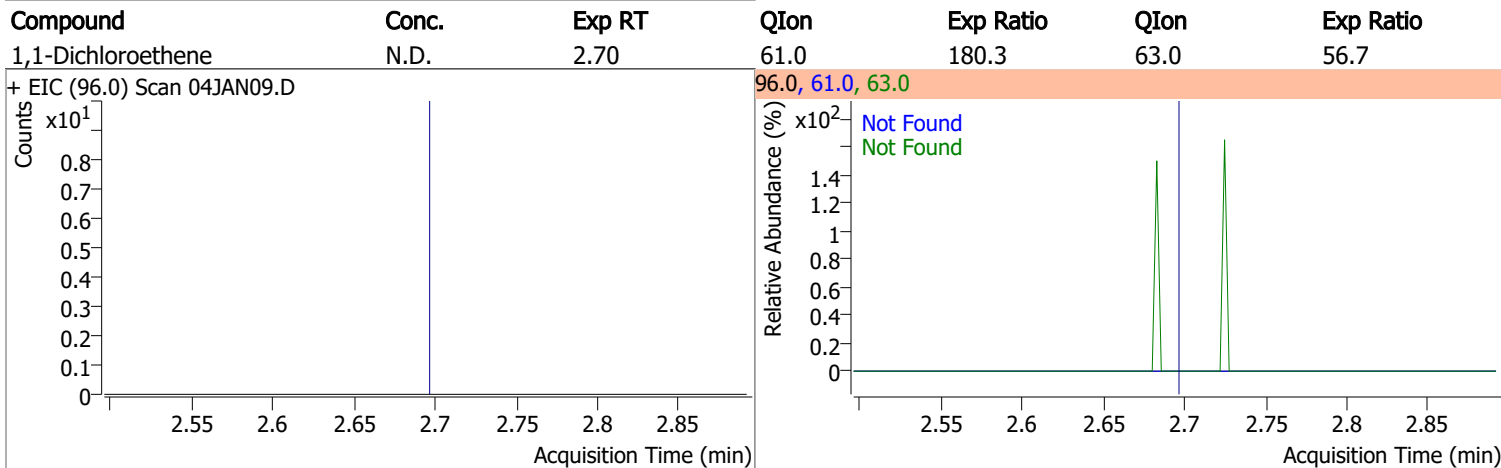 Compound Conc. Exp RT QIon Exp Ratio QIon Exp Ratio
1,1-Dichloroethene N.D. 2.70 61.0 180.3 63.0 56.7
+ EIC (96.0) Scan 04JAN09.D
Counts
x10¹
0.8
0.7
0.6
0.5
0.4
0.3
0.2
0.1
0
2.55 2.6 2.65 2.7 2.75 2.8 2.85
Acquisition Time (min)
96.0, 61.0, 63.0
Relative Abundance (%)
x10²
Not Found
Not Found
1.4
1.2
1
0.8
0.6
0.4
0.2
0
2.55 2.6 2.65 2.7 2.75 2.8 2.85
Acquisition Time (min)